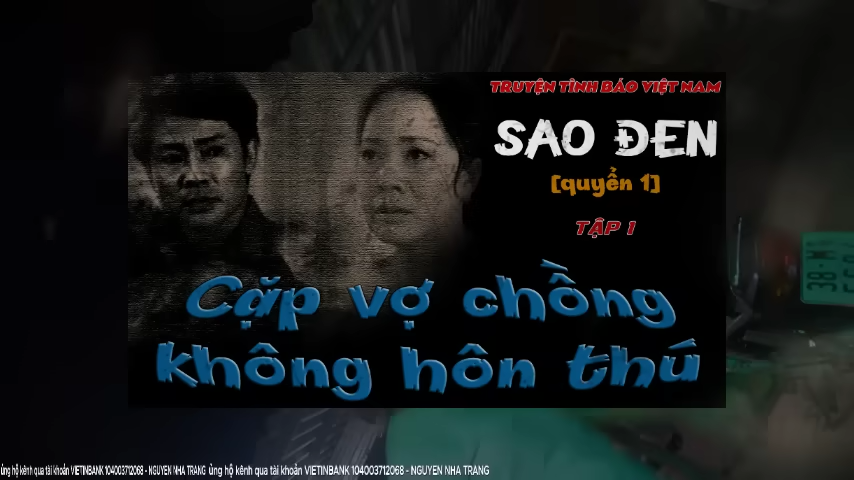 TRUYỆN TÌNH BÁO VIỆT NAM
SAO ĐEN
[quyển 1]
TẬP 1
Cặp vợ chồng
không hôn thú
38-M
ủng hộ kênh qua tài khoản VIETINBANK 104003712068 - NGUYEN NHA TRANG ủng hộ kênh qua tài khoản VIETINBANK 104003712068 - NGUYEN NHA TRANG